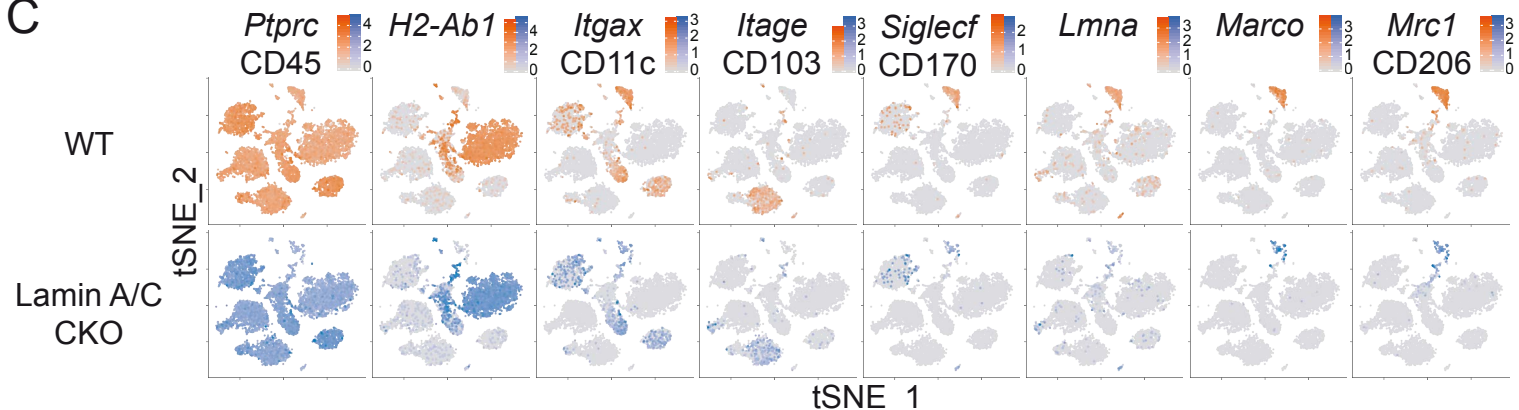 C
Ptprc H2-Ab1 Itgax Itage Siglecf Lmna Marco Mrc1
CD45 CD11c CD103 CD170 CD206
4 2 0
4 2 0
3 2 1 0
3 2 1 0
2 1 0
3 2 1 0
3 2 1 0
3 2 1 0
WT
Lamin A/C
CKO
tSNE_2
tSNE_1